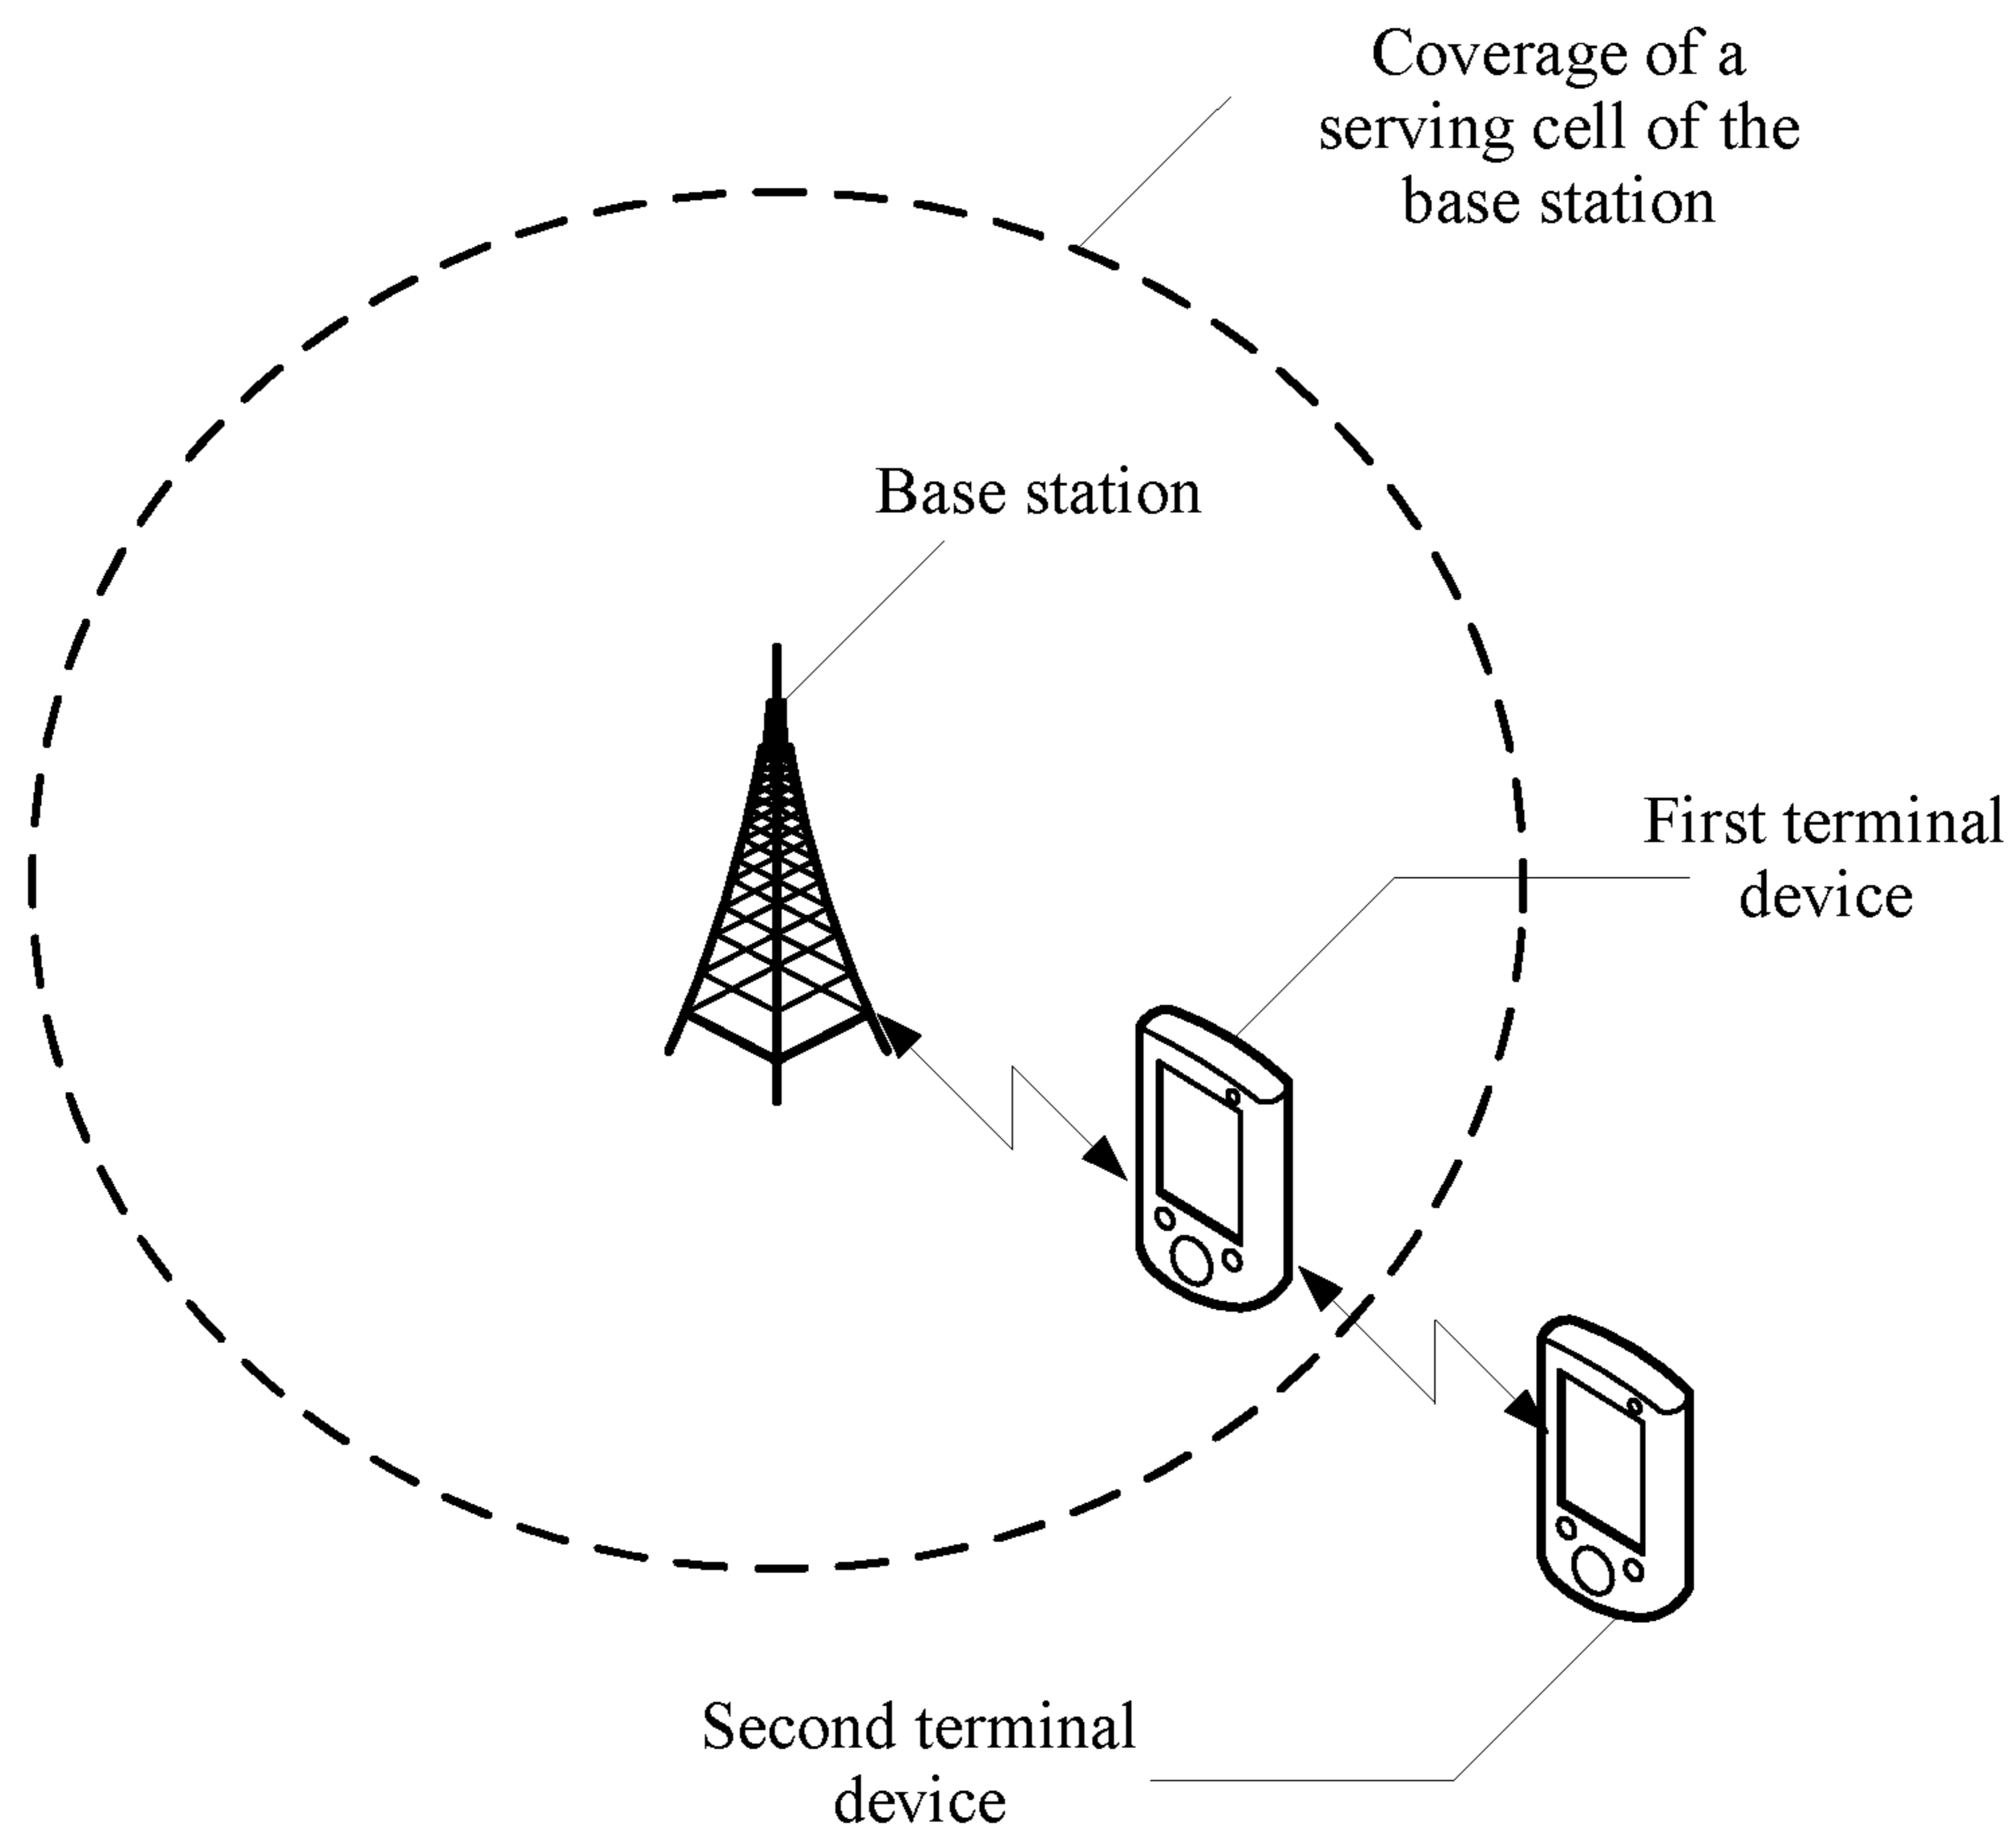 Coverage of a
serving cell of the
base station
Base station
First terminal
device
Second terminal
device